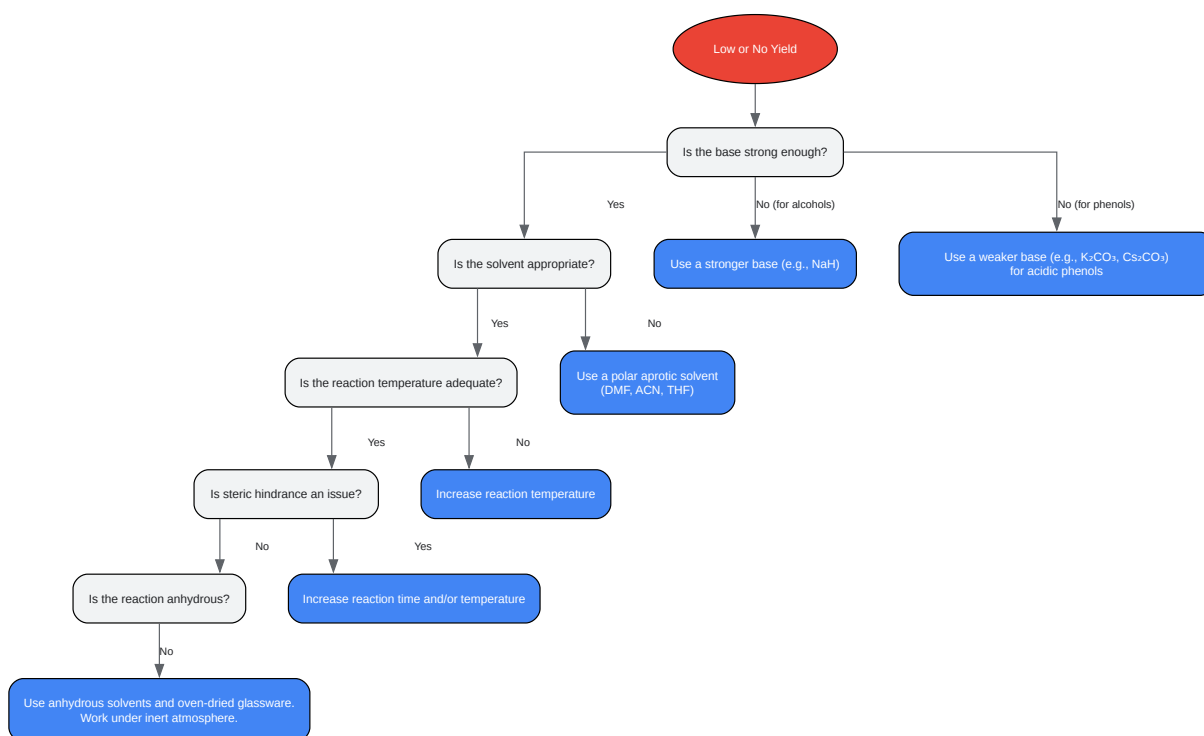 Low or No Yield
Is the base strong enough?
Yes
No (for alcohols)
No (for phenols)
Is the solvent appropriate?
Use a stronger base (e.g., NaH)
Use a weaker base (e.g., K₂CO₃, Cs₂CO₃)
for acidic phenols
Yes
No
Is the reaction temperature adequate?
Use a polar aprotic solvent
(DMF, ACN, THF)
Yes
No
Is steric hindrance an issue?
Increase reaction temperature
No
Yes
Is the reaction anhydrous?
Increase reaction time and/or temperature
No
Use anhydrous solvents and oven-dried glassware.
Work under inert atmosphere.